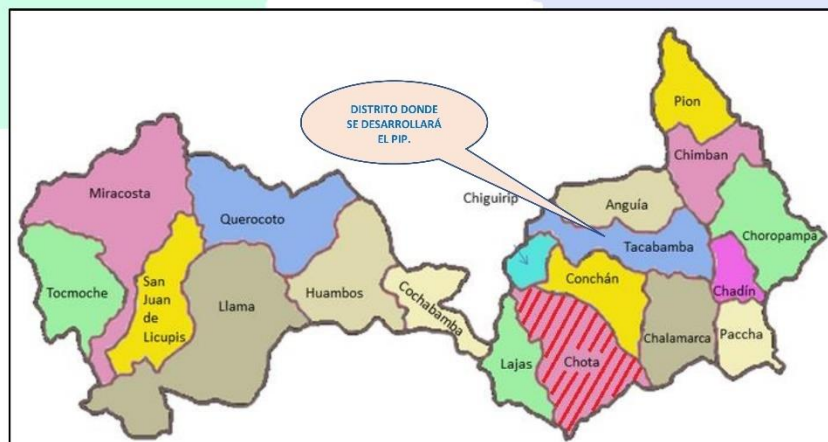 DISTRITO DONDE
SE DESARROLLARÁ
EL PIP.
Pion
Chimban
Miracosta
Querocoto
Chiguirip
Anguía
Choropampa
Tacabamba
Tocmoche
San
Juan
de
Licupis
Llama
Huambos
Cochabamba
Conchán
Chadín
Lajas
Chota
Chalamarca
Paccha